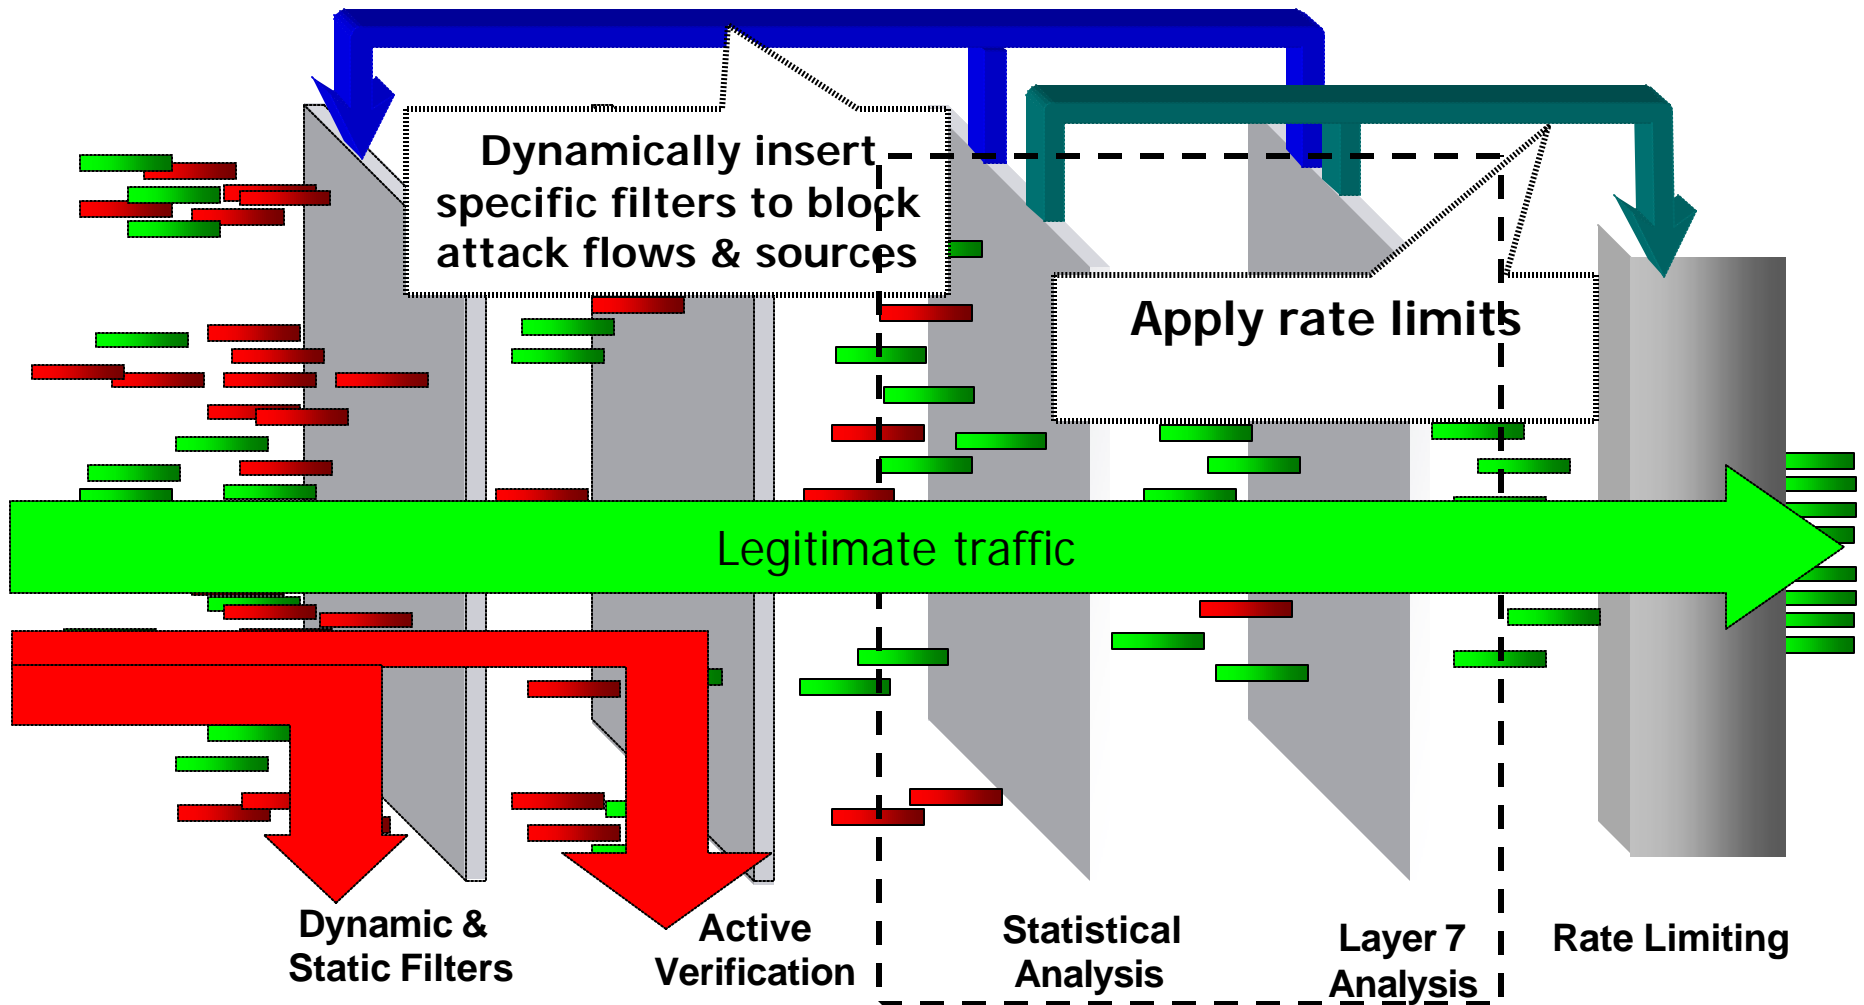 Dynamically insert
specific filters to block
attack flows & sources
Apply rate limits
Legitimate traffic
Dynamic &
Static Filters
Active
Verification
Statistical
Analysis
Layer 7
Analysis
Rate Limiting